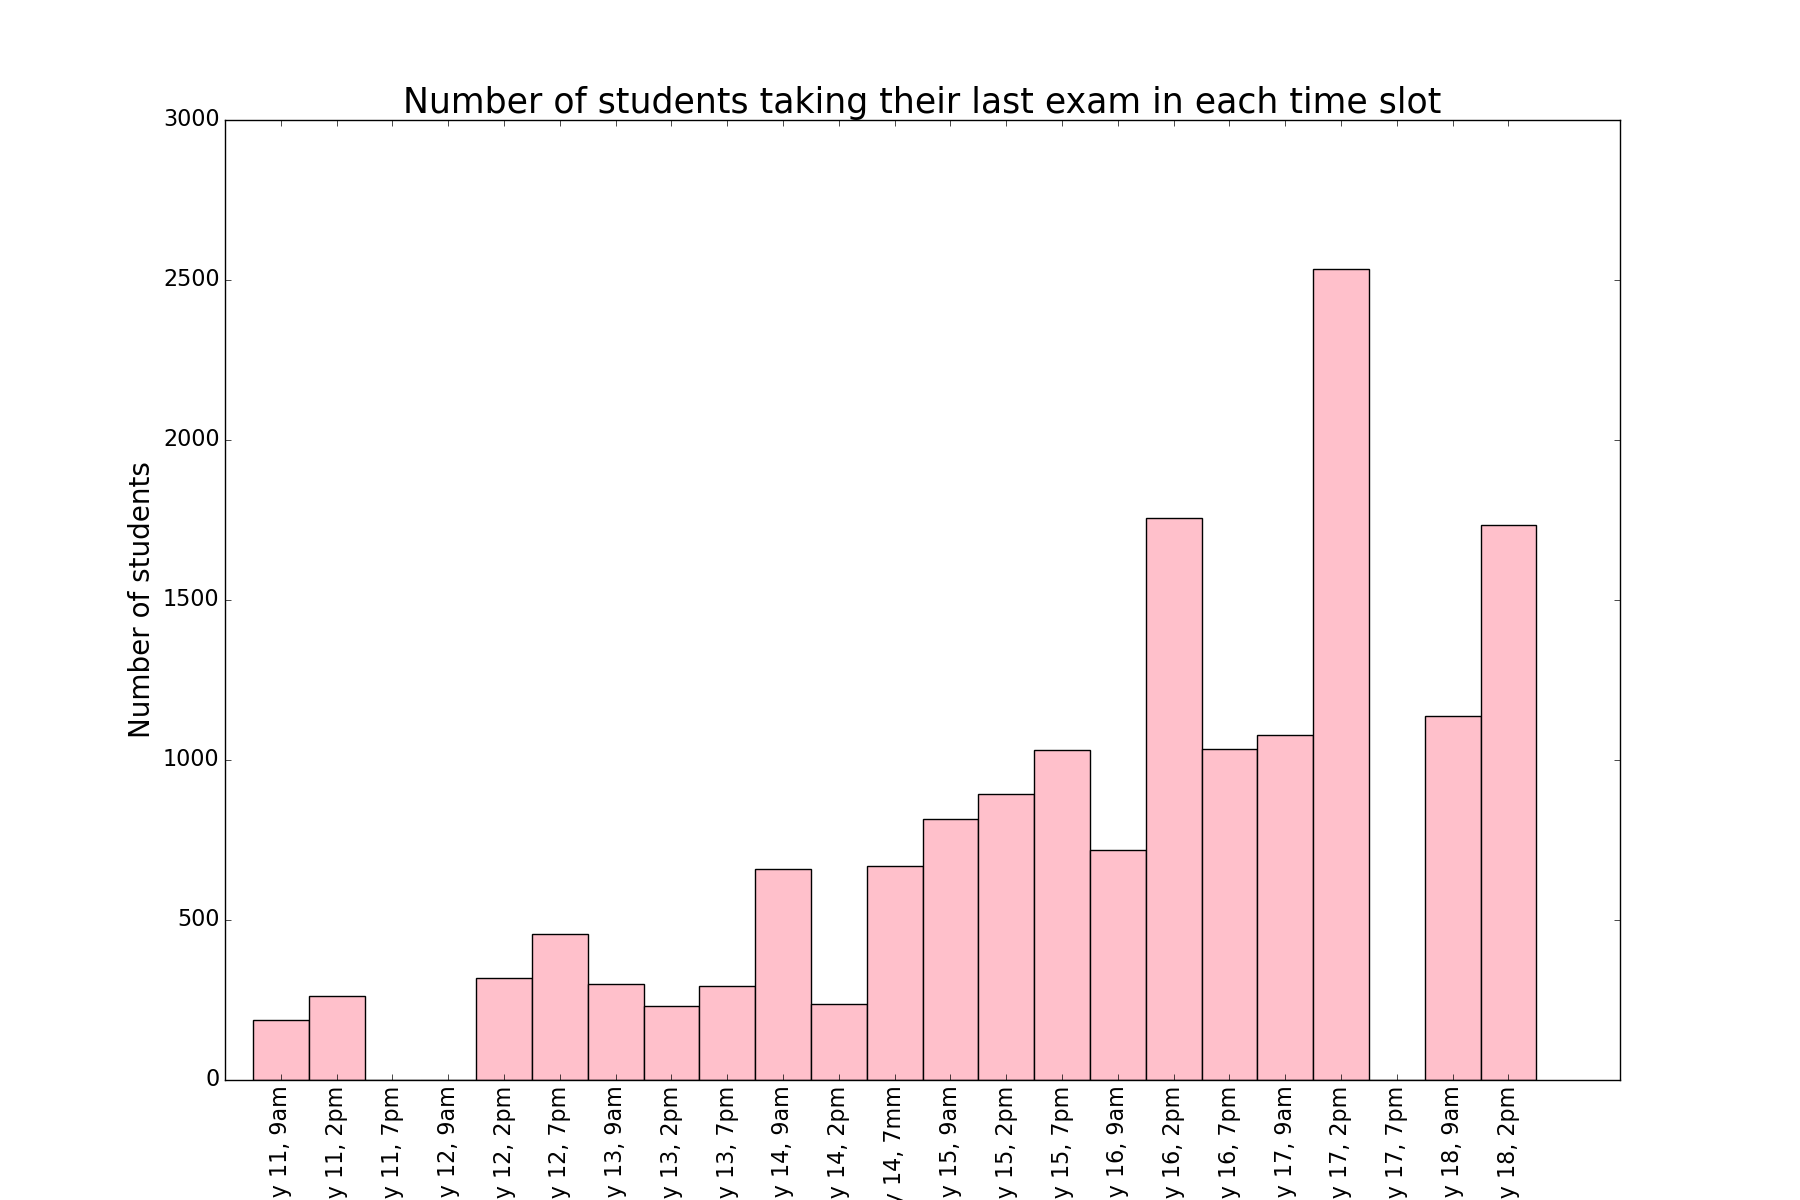 Number of students taking their last exam in each time slot
Number of students
3000
2500
2000
1500
1000
500
0
y 11, 9am
y 11, 2pm
y 11, 7pm
y 12, 9am
y 12, 2pm
y 12, 7pm
y 13, 9am
y 13, 2pm
y 13, 7pm
y 14, 9am
y 14, 2pm
y 14, 7mm
y 15, 9am
y 15, 2pm
y 15, 7pm
y 16, 9am
y 16, 2pm
y 16, 7pm
y 17, 9am
y 17, 2pm
y 17, 7pm
y 18, 9am
y 18, 2pm